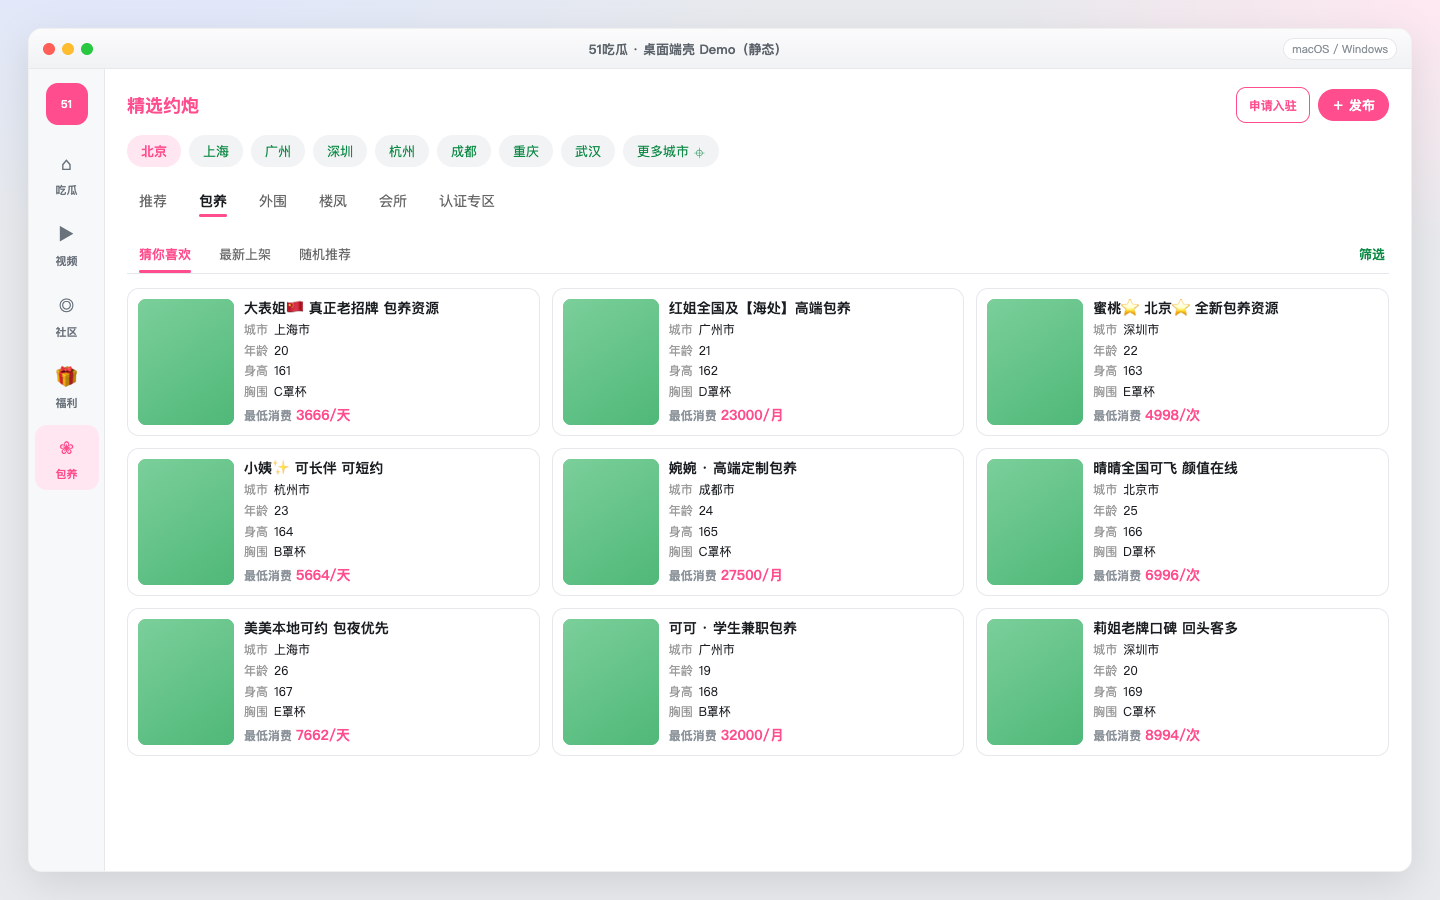 51吃瓜 · 桌面端壳 Demo（静态）
macOS / Windows
51
吃瓜
视频
社区
福利
包养
精选约炮
申请入驻
+ 发布
北京 上海 广州 深圳 杭州 成都 重庆 武汉 更多城市
推荐 包养 外围 楼凤 会所 认证专区
猜你喜欢 最新上架 随机推荐 筛选
大表姐🇨🇳 真正老招牌 包养资源
城市 上海市
年龄 20
身高 161
胸围 C罩杯
最低消费 3666/天
红姐全国及【海处】高端包养
城市 广州市
年龄 21
身高 162
胸围 D罩杯
最低消费 23000/月
蜜桃⭐ 北京⭐ 全新包养资源
城市 深圳市
年龄 22
身高 163
胸围 E罩杯
最低消费 4998/次
小姨✨ 可长伴 可短约
城市 杭州市
年龄 23
身高 164
胸围 B罩杯
最低消费 5664/天
婉婉 · 高端定制包养
城市 成都市
年龄 24
身高 165
胸围 C罩杯
最低消费 27500/月
晴晴全国可飞 颜值在线
城市 北京市
年龄 25
身高 166
胸围 D罩杯
最低消费 6996/次
美美本地可约 包夜优先
城市 上海市
年龄 26
身高 167
胸围 E罩杯
最低消费 7662/天
可可 · 学生兼职包养
城市 广州市
年龄 19
身高 168
胸围 B罩杯
最低消费 32000/月
莉姐老牌口碑 回头客多
城市 深圳市
年龄 20
身高 169
胸围 C罩杯
最低消费 8994/次